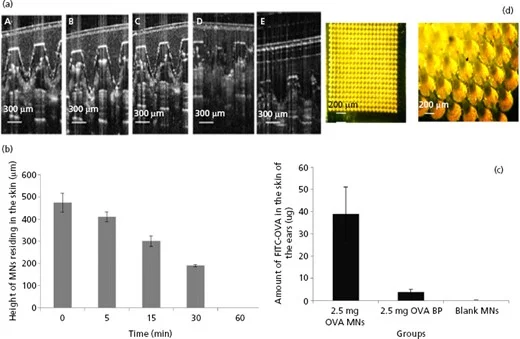 (a)
A B C D E
300 μm 300 μm 300 μm 300 μm 300 μm
(d)
200 μm 200 μm
(b)
Height of MNs residing in the skin (μm)
600
500
400
300
200
100
0
0 5 15 30 60
Time (min)
(c)
Amount of FITC-OVA in the skin of
the ears (ug)
60
50
40
30
20
10
0
2.5 mg 2.5 mg OVA BP Blank MNs
OVA MNs
Groups